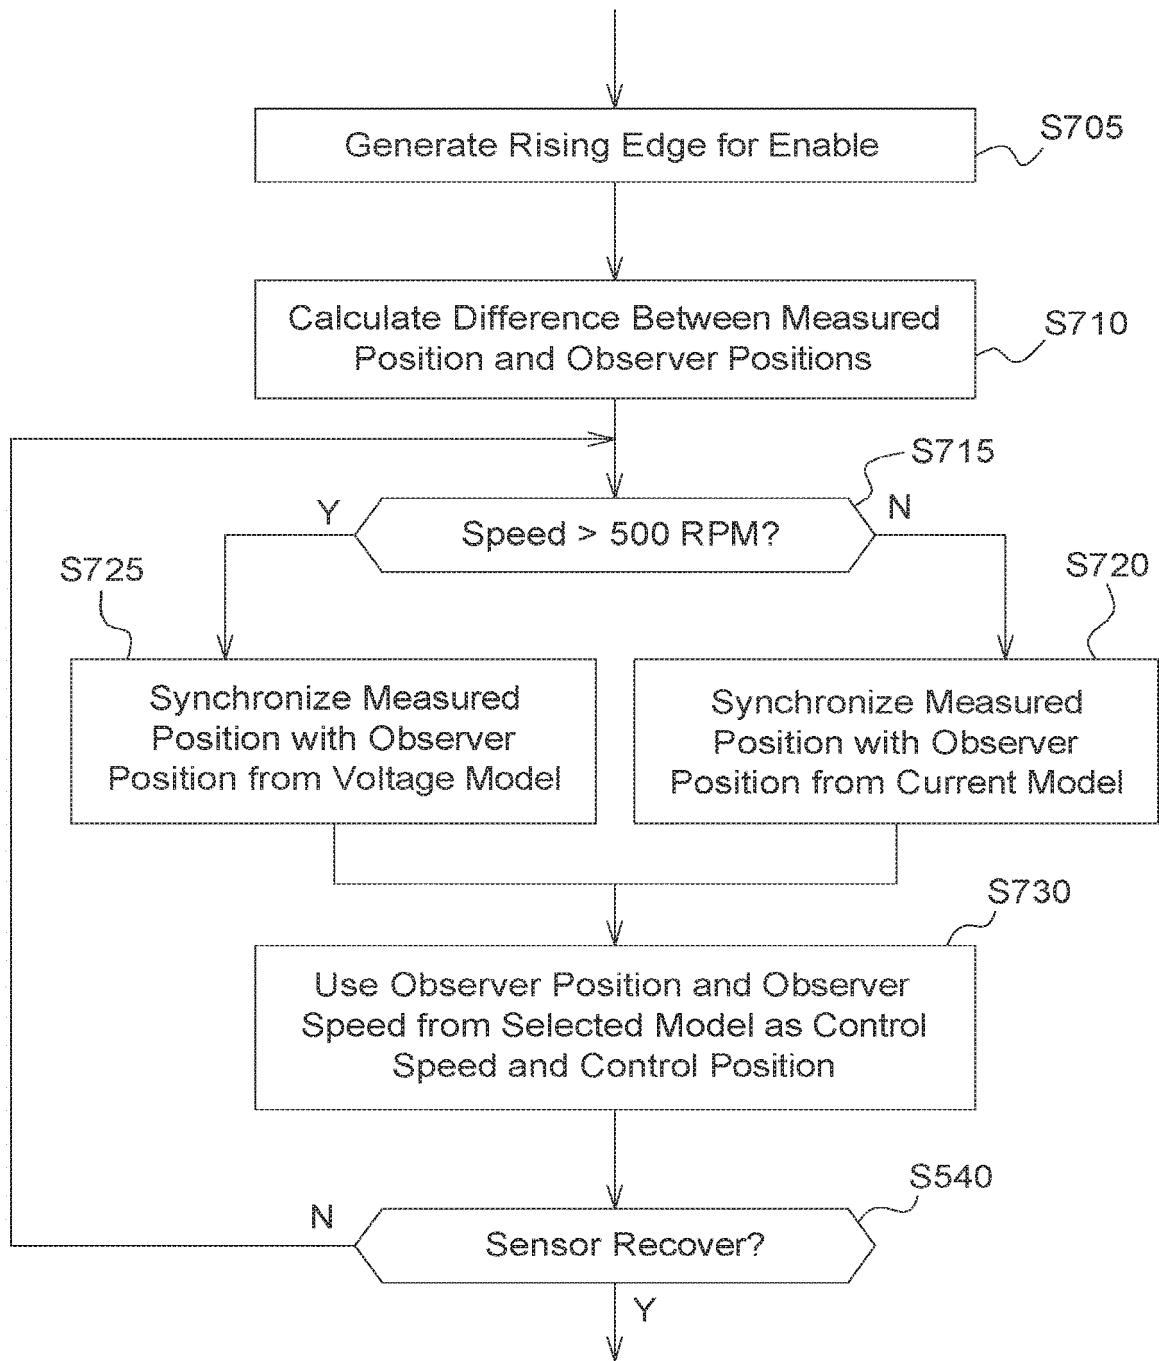 Generate Rising Edge for Enable
S705
Calculate Difference Between Measured
Position and Observer Positions
S710
S715
Y
Speed > 500 RPM?
N
S725
S720
Synchronize Measured
Position with Observer
Position from Voltage Model
Synchronize Measured
Position with Observer
Position from Current Model
S730
Use Observer Position and Observer
Speed from Selected Model as Control
Speed and Control Position
S540
N
Sensor Recover?
Y